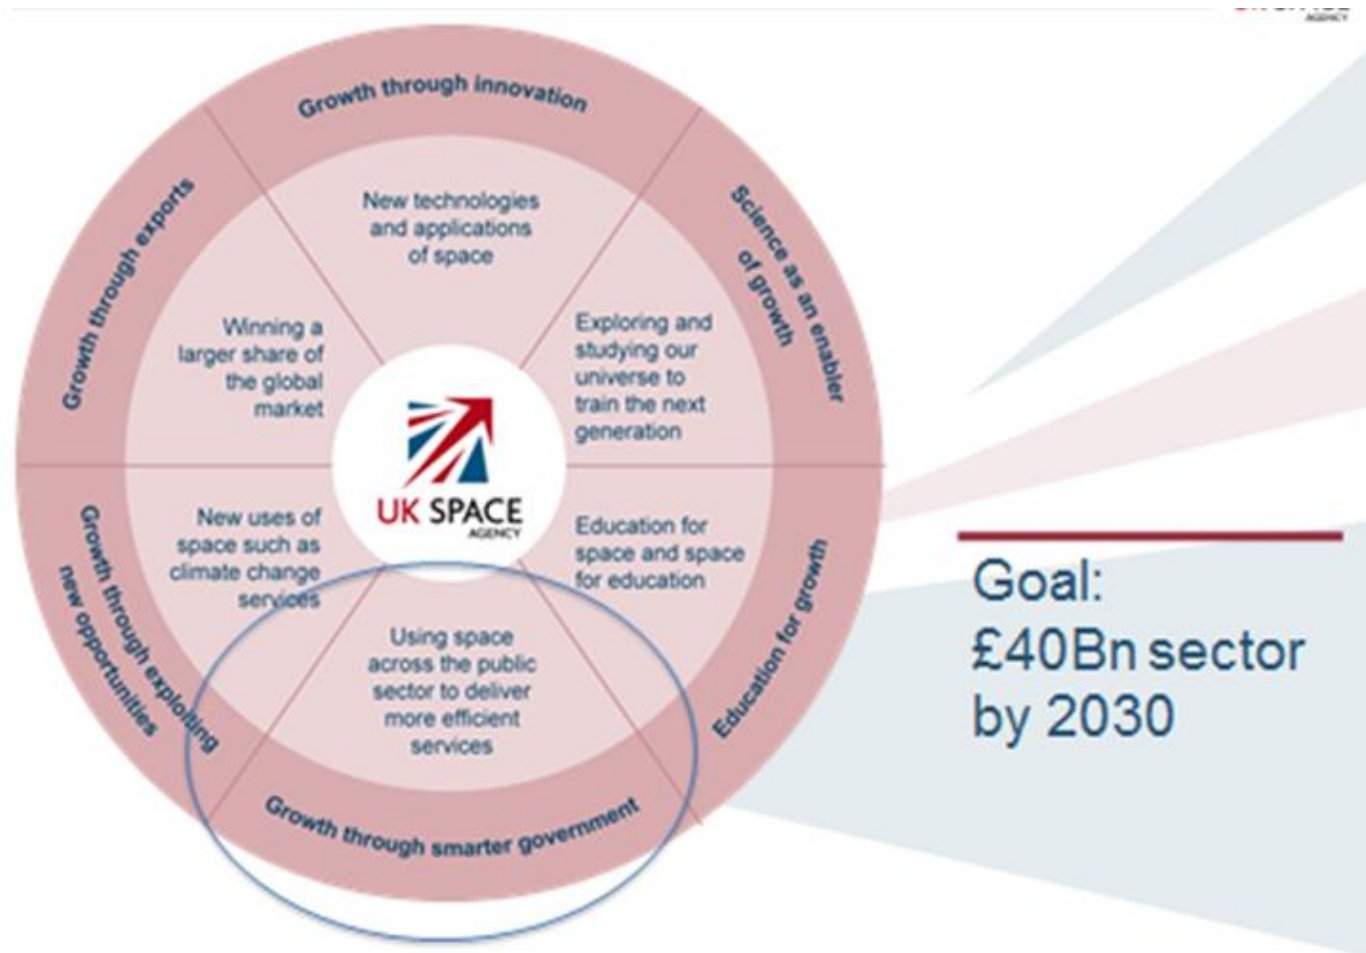 AGENCY
Growth through innovation
New technologies
and applications
of space
Science as an enabler
of growth
Exploring and
studying our
universe to
train the next
generation
Education for growth
Education for
space and space
for education
Growth through smarter government
Using space
across the public
sector to deliver
more efficient
services
Growth through exploiting
new opportunities
New uses of
space such as
climate change
services
Growth through exports
Winning a
larger share of
the global
market
UK SPACE
AGENCY
Goal:
£40Bn sector
by 2030